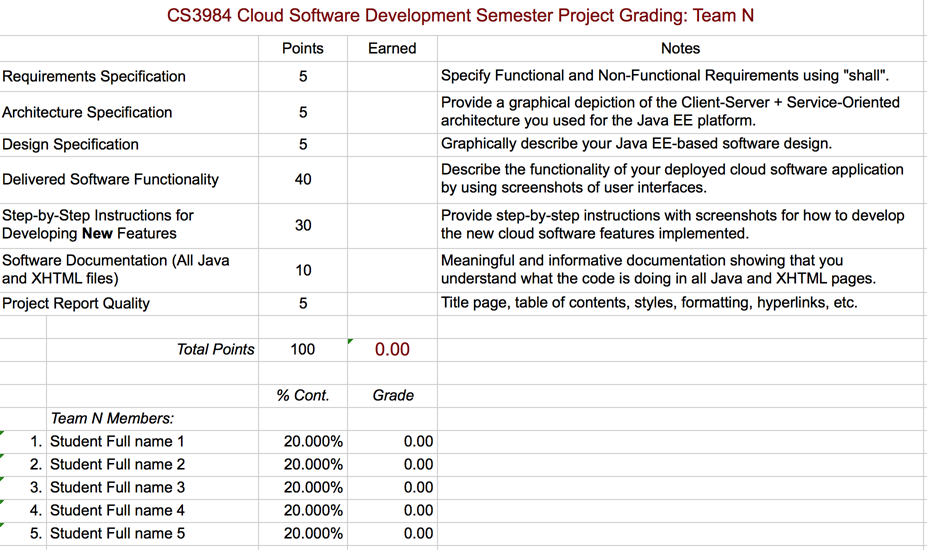 CS3984 Cloud Software Development Semester Project Grading: Team N
Points Earned Notes
Requirements Specification 5 Specify Functional and Non-Functional Requirements using "shall".
Architecture Specification 5 Provide a graphical depiction of the Client-Server + Service-Oriented
architecture you used for the Java EE platform.
Design Specification 5 Graphically describe your Java EE-based software design.
Delivered Software Functionality 40 Describe the functionality of your deployed cloud software application
by using screenshots of user interfaces.
Step-by-Step Instructions for
Developing New Features 30 Provide step-by-step instructions with screenshots for how to develop
the new cloud software features implemented.
Software Documentation (All Java
and XHTML files) 10 Meaningful and informative documentation showing that you
understand what the code is doing in all Java and XHTML pages.
Project Report Quality 5 Title page, table of contents, styles, formatting, hyperlinks, etc.
Total Points 100 0.00
% Cont. Grade
Team N Members:
1. Student Full name 1 20.000% 0.00
2. Student Full name 2 20.000% 0.00
3. Student Full name 3 20.000% 0.00
4. Student Full name 4 20.000% 0.00
5. Student Full name 5 20.000% 0.00